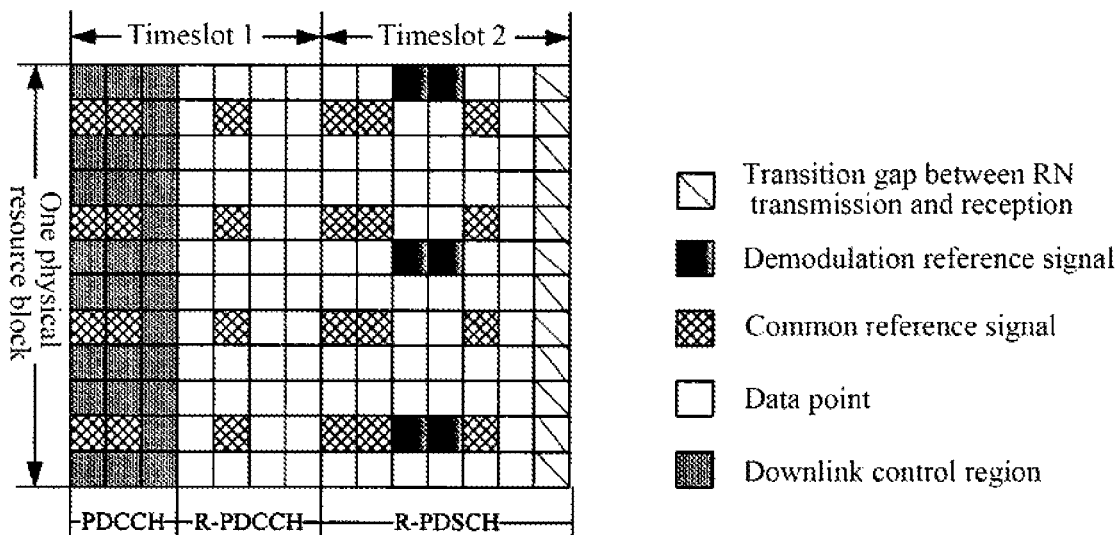 Timeslot 1
Timeslot 2
One physical
resource block
PDCCH
R-PDCCH
R-PDSCH
Transition gap between RN
transmission and reception
Demodulation reference signal
Common reference signal
Data point
Downlink control region